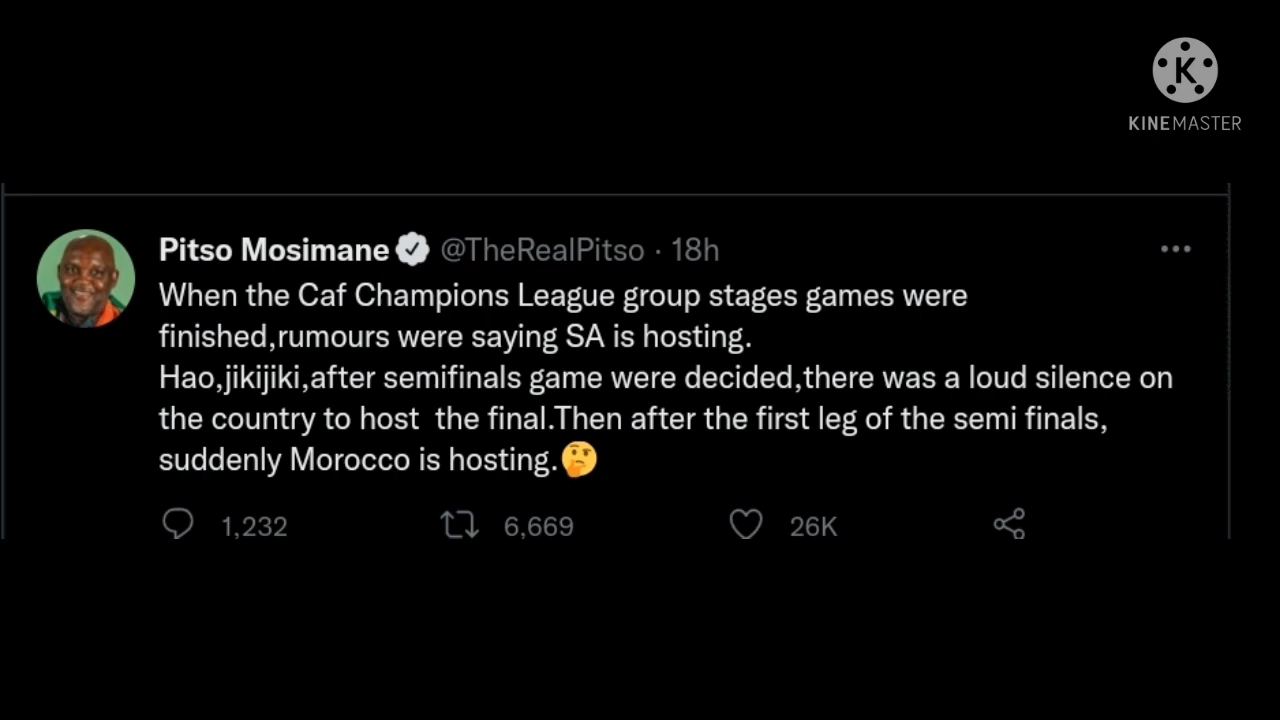 K
KINEMASTER
Pitso Mosimane @TheRealPitso · 18h
When the Caf Champions League group stages games were
finished,rumours were saying SA is hosting.
Hao,jikijiki,after semifinals game were decided,there was a loud silence on
the country to host  the final.Then after the first leg of the semi finals,
suddenly Morocco is hosting.🤔
1,232 6,669 26K